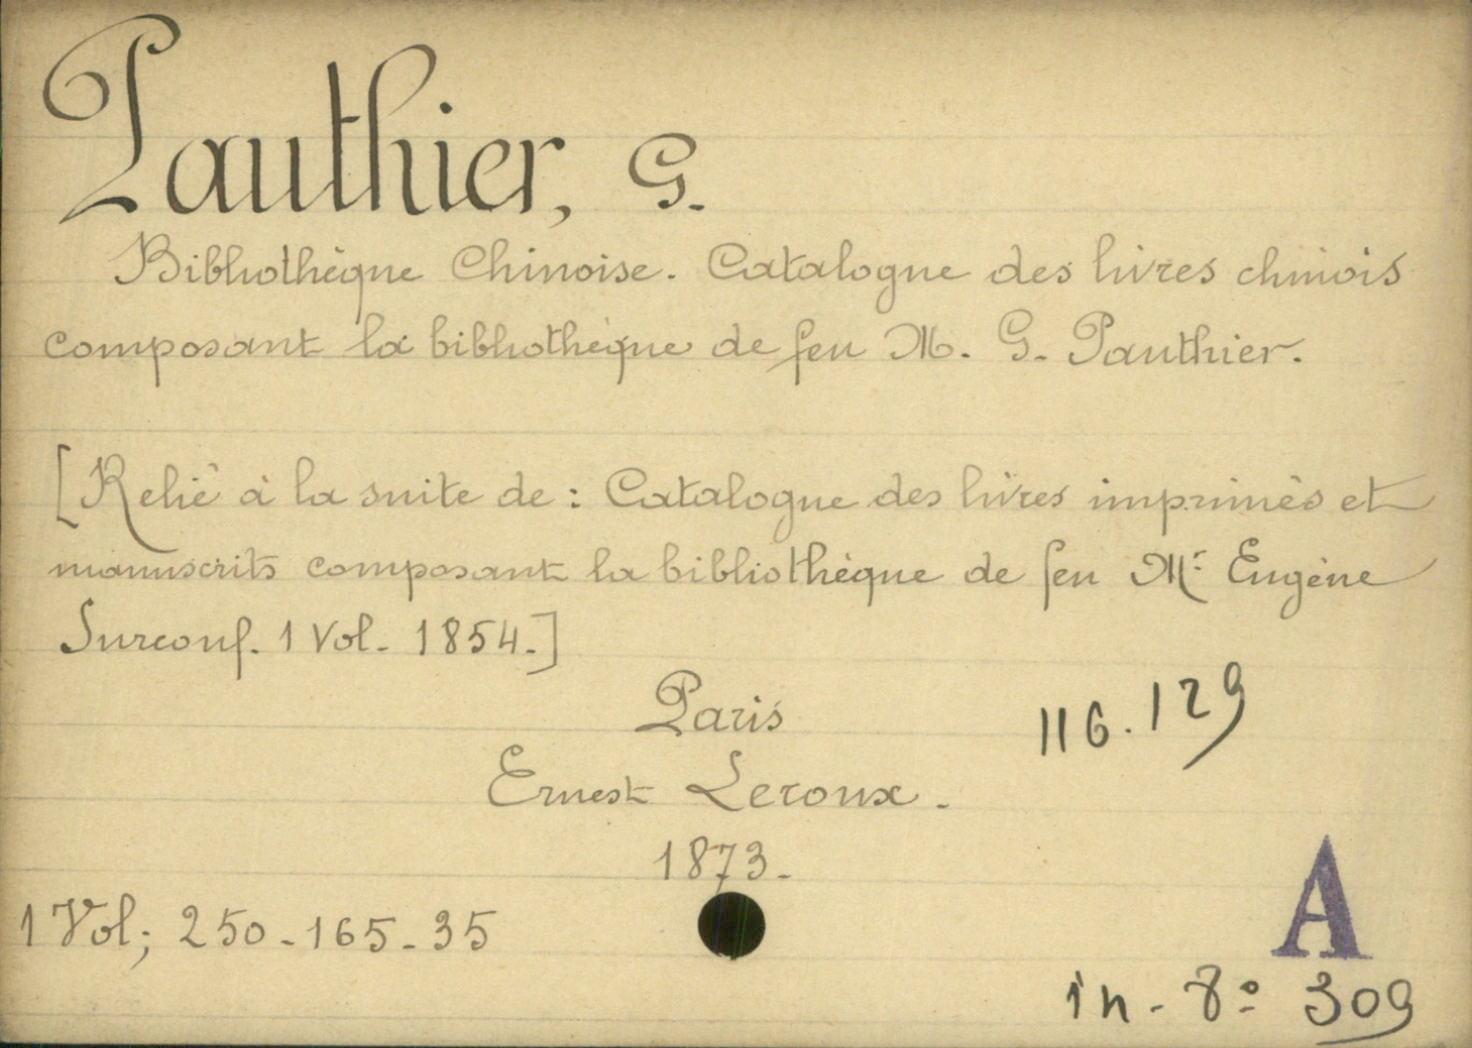 Pauthier, G.
Bibliothèque Chinoise. Catalogue des livres chinois
composant la bibliothèque de feu M. G. Pauthier.
[Relié à la suite de : Catalogue des livres imprimés et
manuscrits composant la bibliothèque de feu Mr Eugène
Surcouf. 1 Vol. 1854.]
Paris
116.129
Ernest Leroux.
1873.
1 Vol; 250-165-35
A
in-8° 309